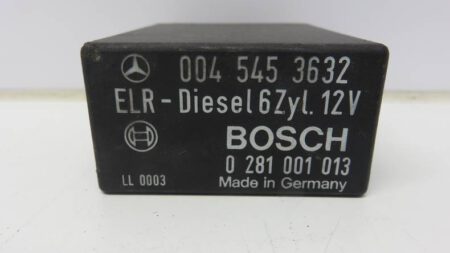 004 545 3632
ELR-Diesel 6Zyl. 12V
BOSCH
0 281 001 013
LL 0003 Made in Germany